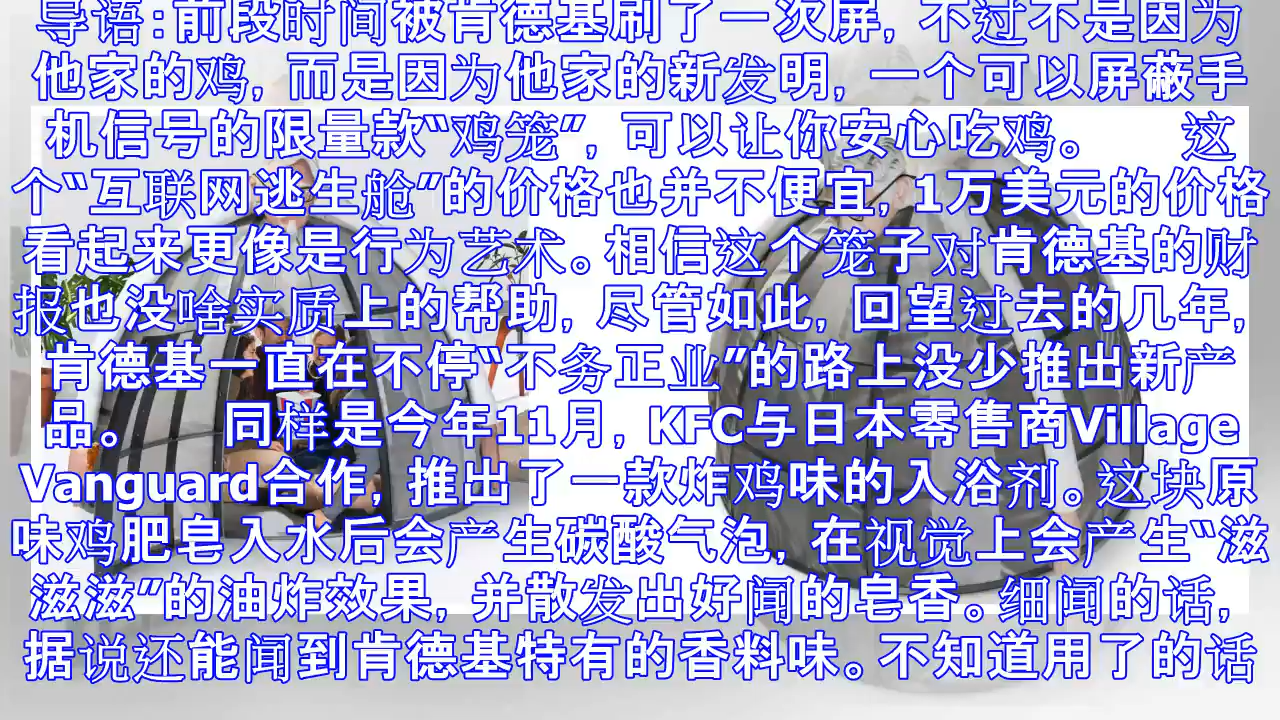 导语:前段时间被肯德基刷了一次屏, 不过不是因为
他家的鸡, 而是因为他家的新发明, 一个可以屏蔽手
机信号的限量款“鸡笼”, 可以让你安心吃鸡。 这
个“互联网逃生舱”的价格也并不便宜, 1万美元的价格
看起来更像是行为艺术。相信这个笼子对肯德基的财
报也没啥实质上的帮助, 尽管如此, 回望过去的几年,
肯德基一直在不停“不务正业”的路上没少推出新产
品。 同样是今年11月, KFC与日本零售商Village
Vanguard合作, 推出了一款炸鸡味的入浴剂。这块原
味鸡肥皂入水后会产生碳酸气泡, 在视觉上会产生“滋
滋滋”的油炸效果, 并散发出好闻的皂香。细闻的话,
据说还能闻到肯德基特有的香料味。不知道用了的话